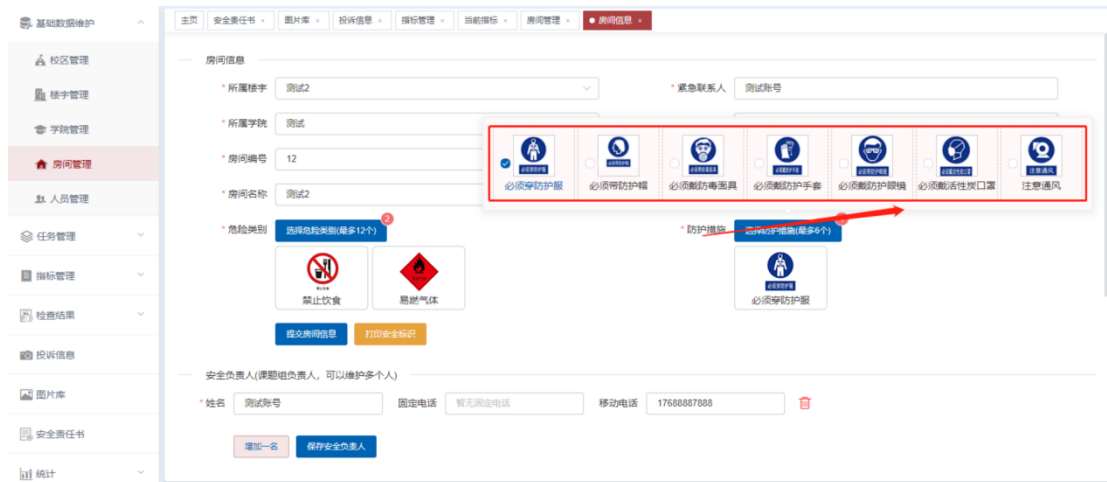 基础数据维护
校区管理
楼宇管理
学院管理
房间管理
人员管理
任务管理
指标管理
检查结果
投诉信息
图片库
安全责任书
统计
主页 安全责任书 × 图片库 × 投诉信息 × 指标管理 × 当前指标 × 房间管理 × 房间信息 ×
房间信息
* 所属楼宇 测试2 * 紧急联系人 测试账号
* 所属学院 测试
* 房间编号 12
* 房间名称 测试2
必须穿防护服 必须带防护帽 必须戴防毒面具 必须戴防护手套 必须戴防护眼镜 必须戴活性炭口罩 注意通风
注意通风
* 危险类别 选择危险类别(最多12个) 2 * 防护措施 选择防护措施(最多6个)
禁止饮食 易燃气体 必须穿防护服
必须穿防护服
提交房间信息 打印安全标识
安全负责人(课题组负责人，可以维护多个人)
* 姓名 测试账号 固定电话 暂无固定电话 移动电话 17688887888
增加一名 保存安全负责人